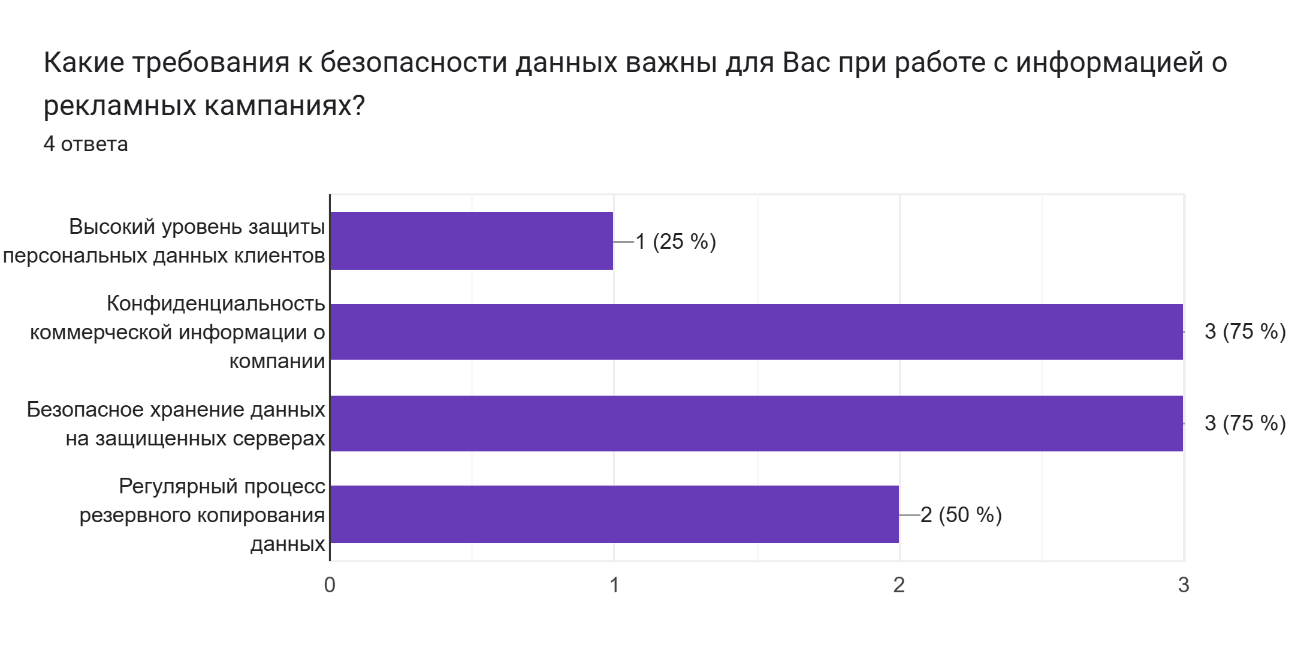 Какие требования к безопасности данных важны для Вас при работе с информацией о
рекламных кампаниях?
4 ответа
Высокий уровень защиты
персональных данных клиентов
1 (25 %)
Конфиденциальность
коммерческой информации о
компании
3 (75 %)
Безопасное хранение данных
на защищенных серверах
3 (75 %)
Регулярный процесс
резервного копирования
данных
2 (50 %)
0 1 2 3